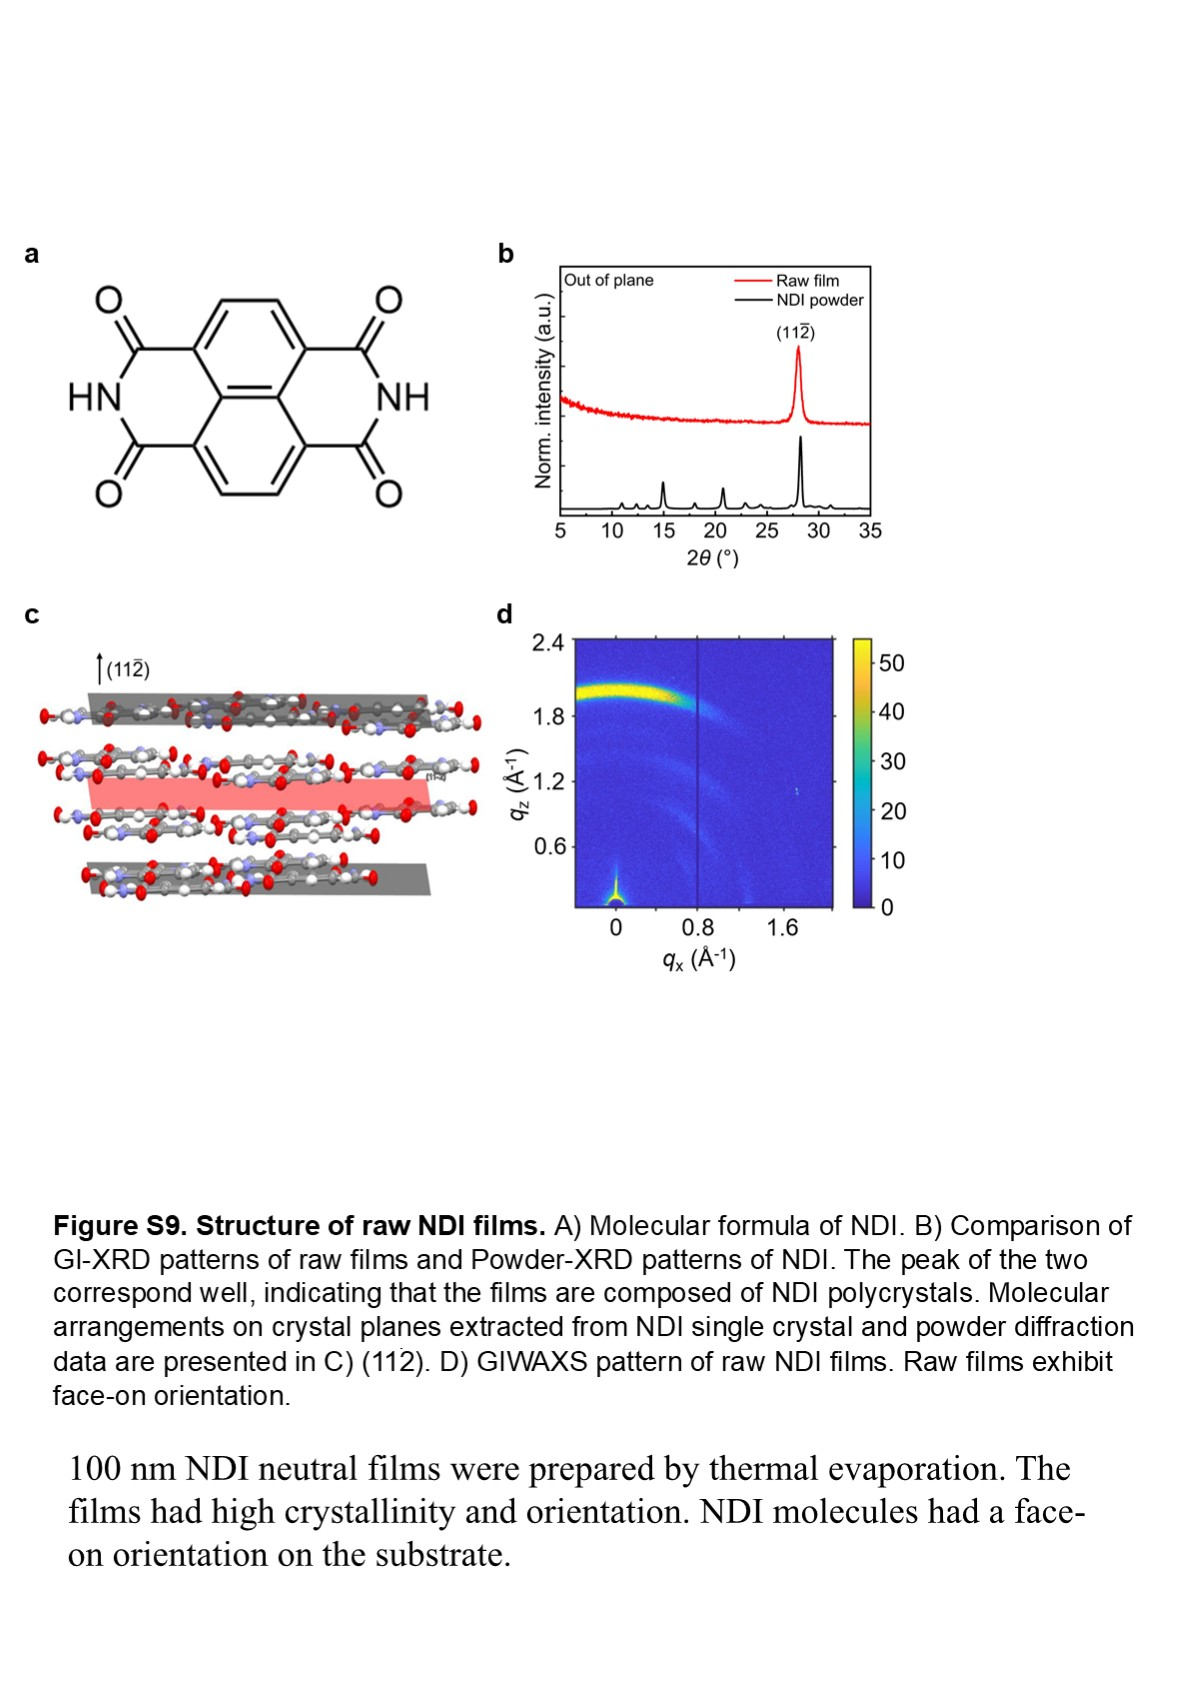 a
O
O
HN
NH
O
O
b
Out of plane
Raw film
NDI powder
(112̅)
Norm. intensity (a.u.)
5 10 15 20 25 30 35
2θ (°)
c
(112̅)
d
2.4
1.8
1.2
0.6
qz (Å-1)
0 0.8 1.6
qx (Å-1)
50
40
30
20
10
0
Figure S9. Structure of raw NDI films. A) Molecular formula of NDI. B) Comparison of
GI-XRD patterns of raw films and Powder-XRD patterns of NDI. The peak of the two
correspond well, indicating that the films are composed of NDI polycrystals. Molecular
arrangements on crystal planes extracted from NDI single crystal and powder diffraction
data are presented in C) (112̇). D) GIWAXS pattern of raw NDI films. Raw films exhibit
face-on orientation.
100 nm NDI neutral films were prepared by thermal evaporation. The
films had high crystallinity and orientation. NDI molecules had a face-
on orientation on the substrate.